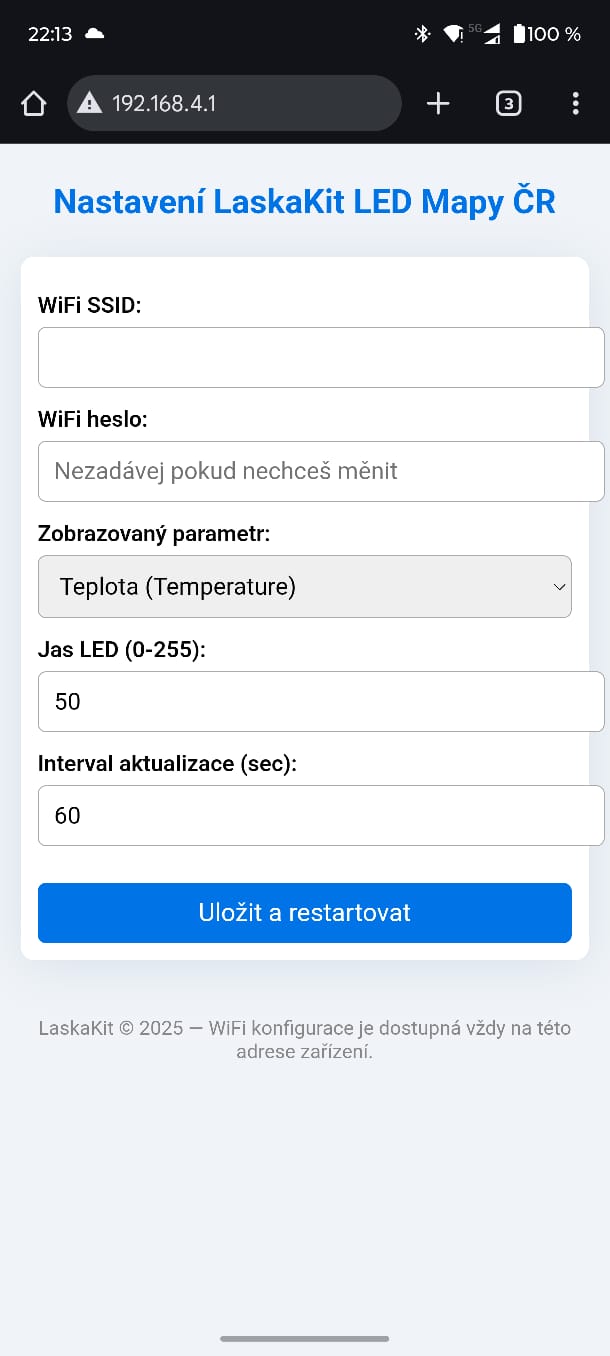 22:13
5G
100 %
192.168.4.1
3
Nastavení LaskaKit LED Mapy ČR
WiFi SSID:
WiFi heslo:
Nezadávej pokud nechceš měnit
Zobrazovaný parametr:
Teplota (Temperature)
Jas LED (0-255):
50
Interval aktualizace (sec):
60
Uložit a restartovat
LaskaKit © 2025 — WiFi konfigurace je dostupná vždy na této
adrese zařízení.